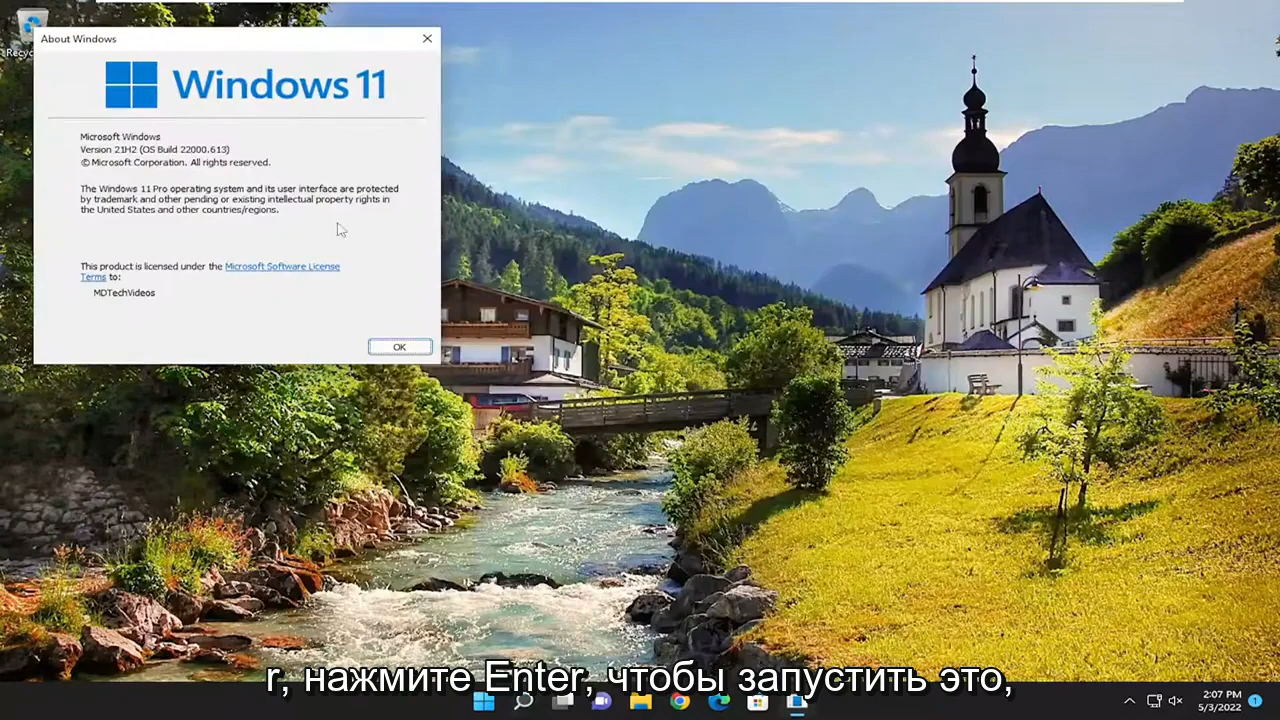 Recyc
About Windows
Windows 11
Microsoft Windows
Version 21H2 (OS Build 22000.613)
© Microsoft Corporation. All rights reserved.
The Windows 11 Pro operating system and its user interface are protected
by trademark and other pending or existing intellectual property rights in
the United States and other countries/regions.
This product is licensed under the Microsoft Software License
Terms to:
MDTechVideos
OK
r, нажмите Enter, чтобы запустить это,
2:07 PM
5/3/2022
1